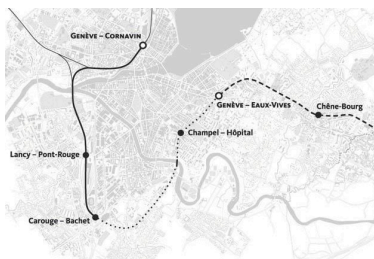 Genève – Cornavin
Genève – Eaux-Vives
Chêne-Bourg
Champel – Hôpital
Lancy – Pont-Rouge
Carouge – Bachet